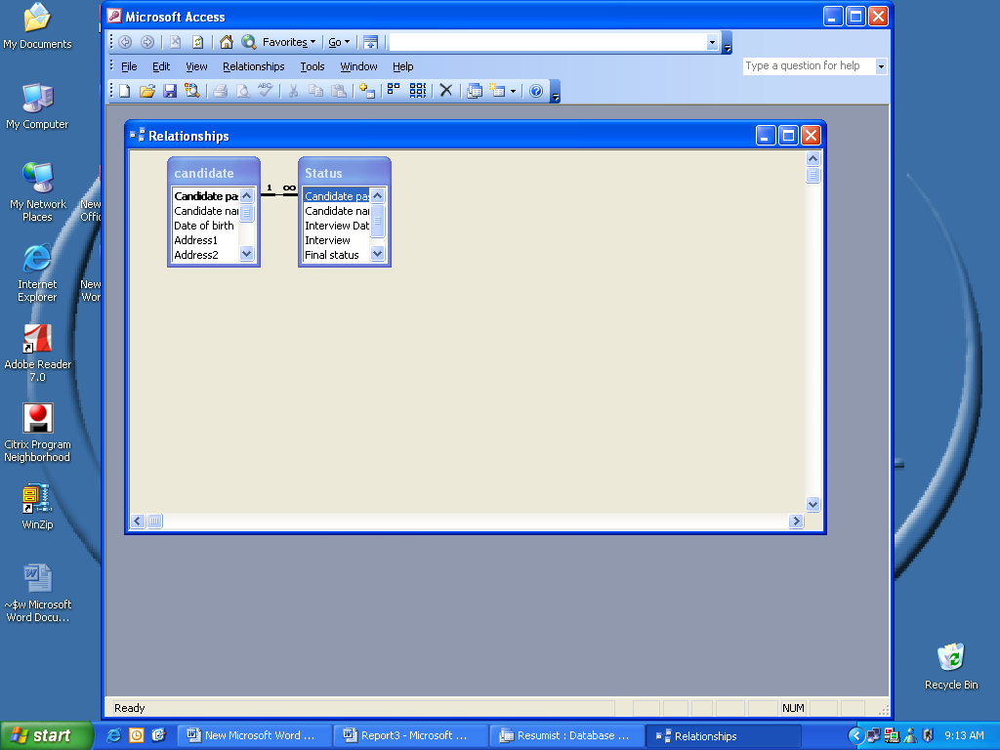 Microsoft Access
Favorites
Go
File Edit View Relationships Tools Window Help
Type a question for help
Relationships
candidate
Candidate pa
Candidate na
Date of birth
Address1
Address2
1 ∞
Status
Candidate pa
Candidate na
Interview Dat
Interview
Final status
Ready
NUM
My Documents
My Computer
My Network
Places
New
Offic
Internet
Explorer
New
Wor
Adobe Reader
7.0
Citrix Program
Neighborhood
WinZip
~$w Microsoft
Word Docu...
Recycle Bin
start
New Microsoft Word ...
Report3 - Microsoft ...
Resumist : Database ...
Relationships
9:13 AM